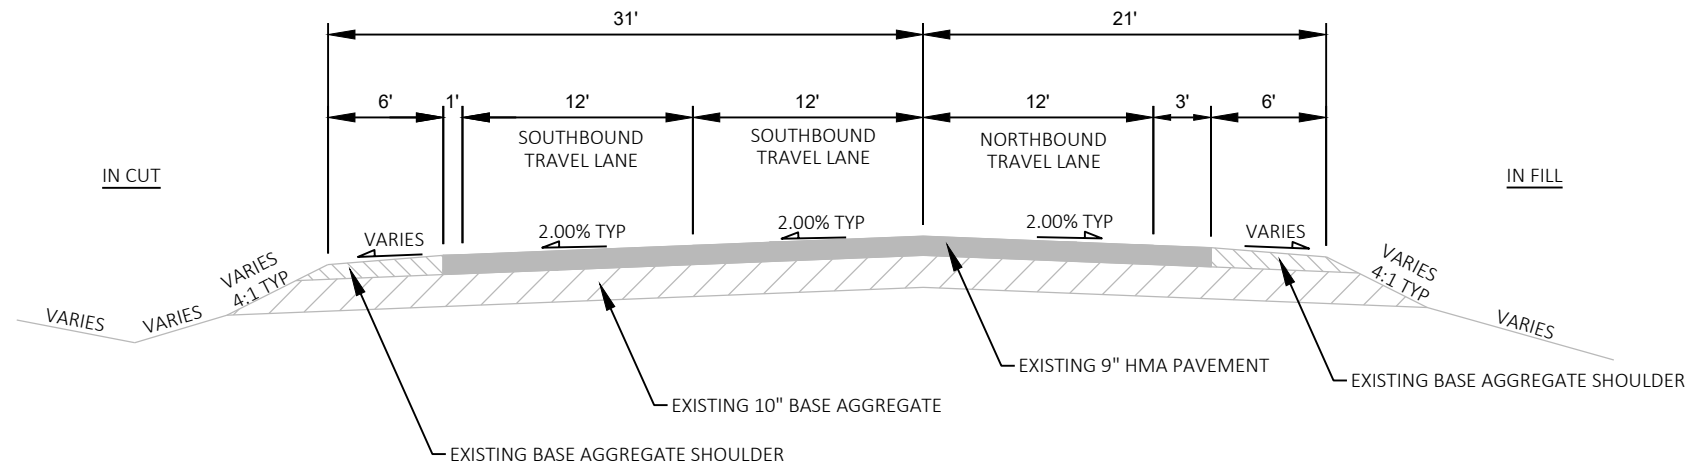 31'
21'
6'
1'
12'
12'
12'
3'
6'
SOUTHBOUND
TRAVEL LANE
SOUTHBOUND
TRAVEL LANE
NORTHBOUND
TRAVEL LANE
IN CUT
IN FILL
VARIES
2.00% TYP
2.00% TYP
2.00% TYP
VARIES
VARIES
4:1 TYP
VARIES
4:1 TYP
VARIES
VARIES
VARIES
EXISTING 9" HMA PAVEMENT
EXISTING BASE AGGREGATE SHOULDER
EXISTING 10" BASE AGGREGATE
EXISTING BASE AGGREGATE SHOULDER